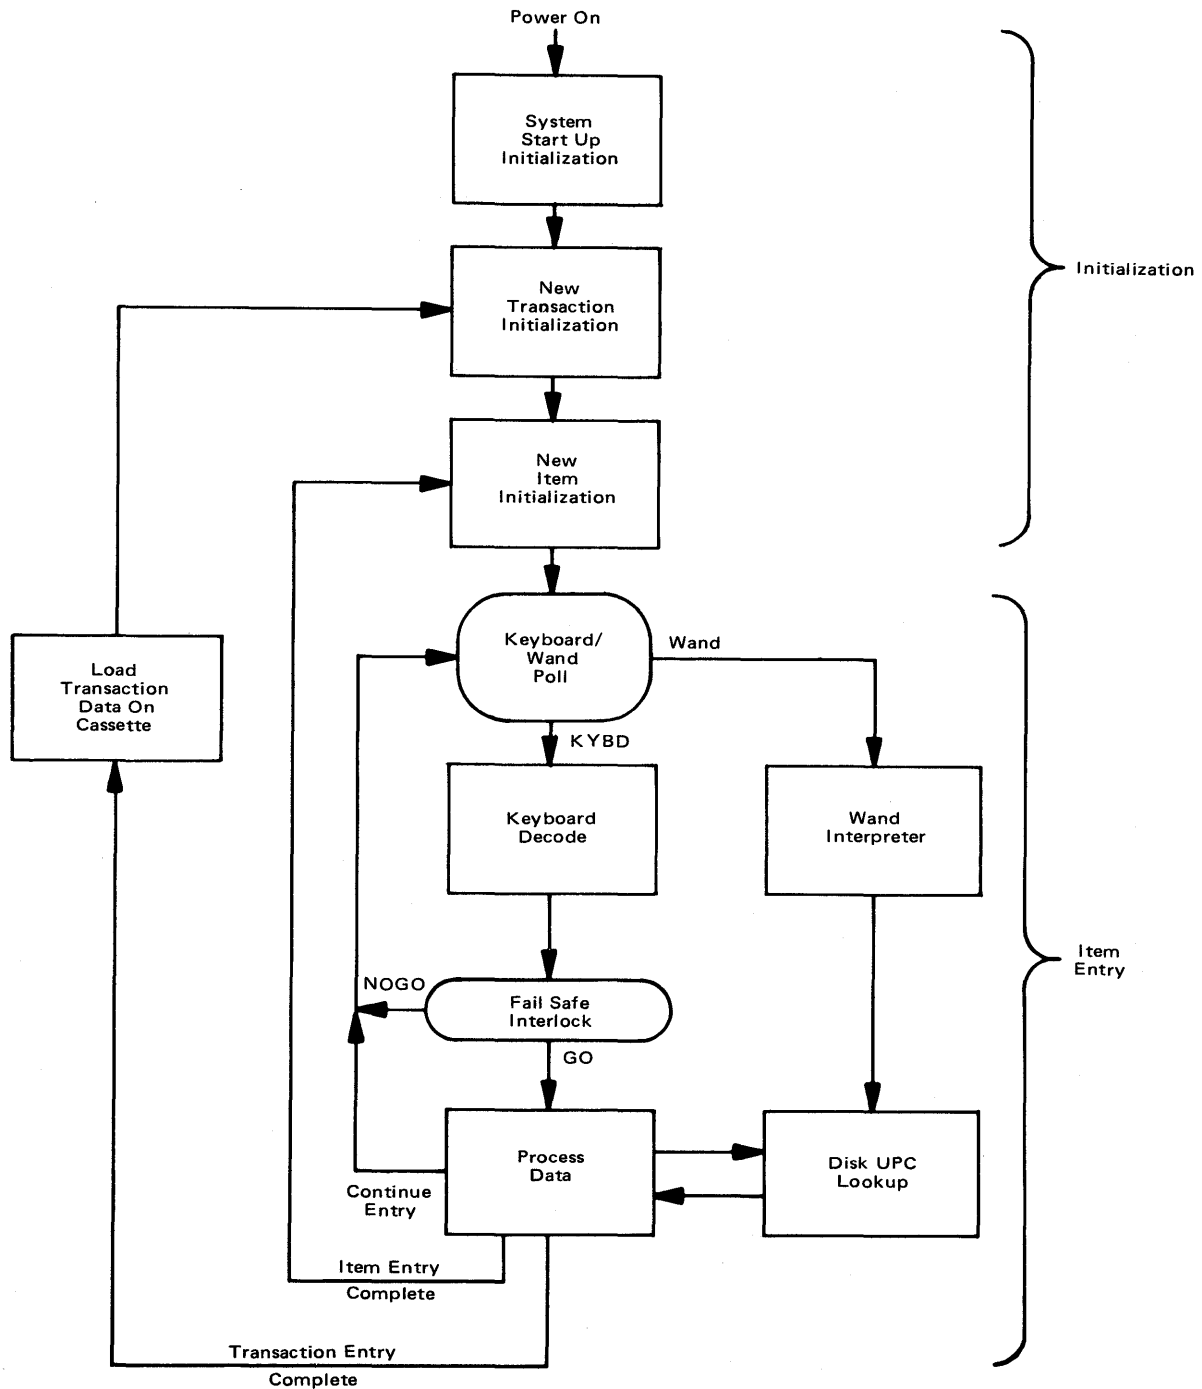 Power On
System
Start Up
Initialization
New
Transaction
Initialization
Initialization
New
Item
Initialization
Keyboard/
Wand
Poll
Wand
Load
Transaction
Data On
Cassette
KYBD
Keyboard
Decode
Wand
Interpreter
Item
Entry
NOGO
Fail Safe
Interlock
GO
Process
Data
Disk UPC
Lookup
Continue
Entry
Item Entry
Complete
Transaction Entry
Complete